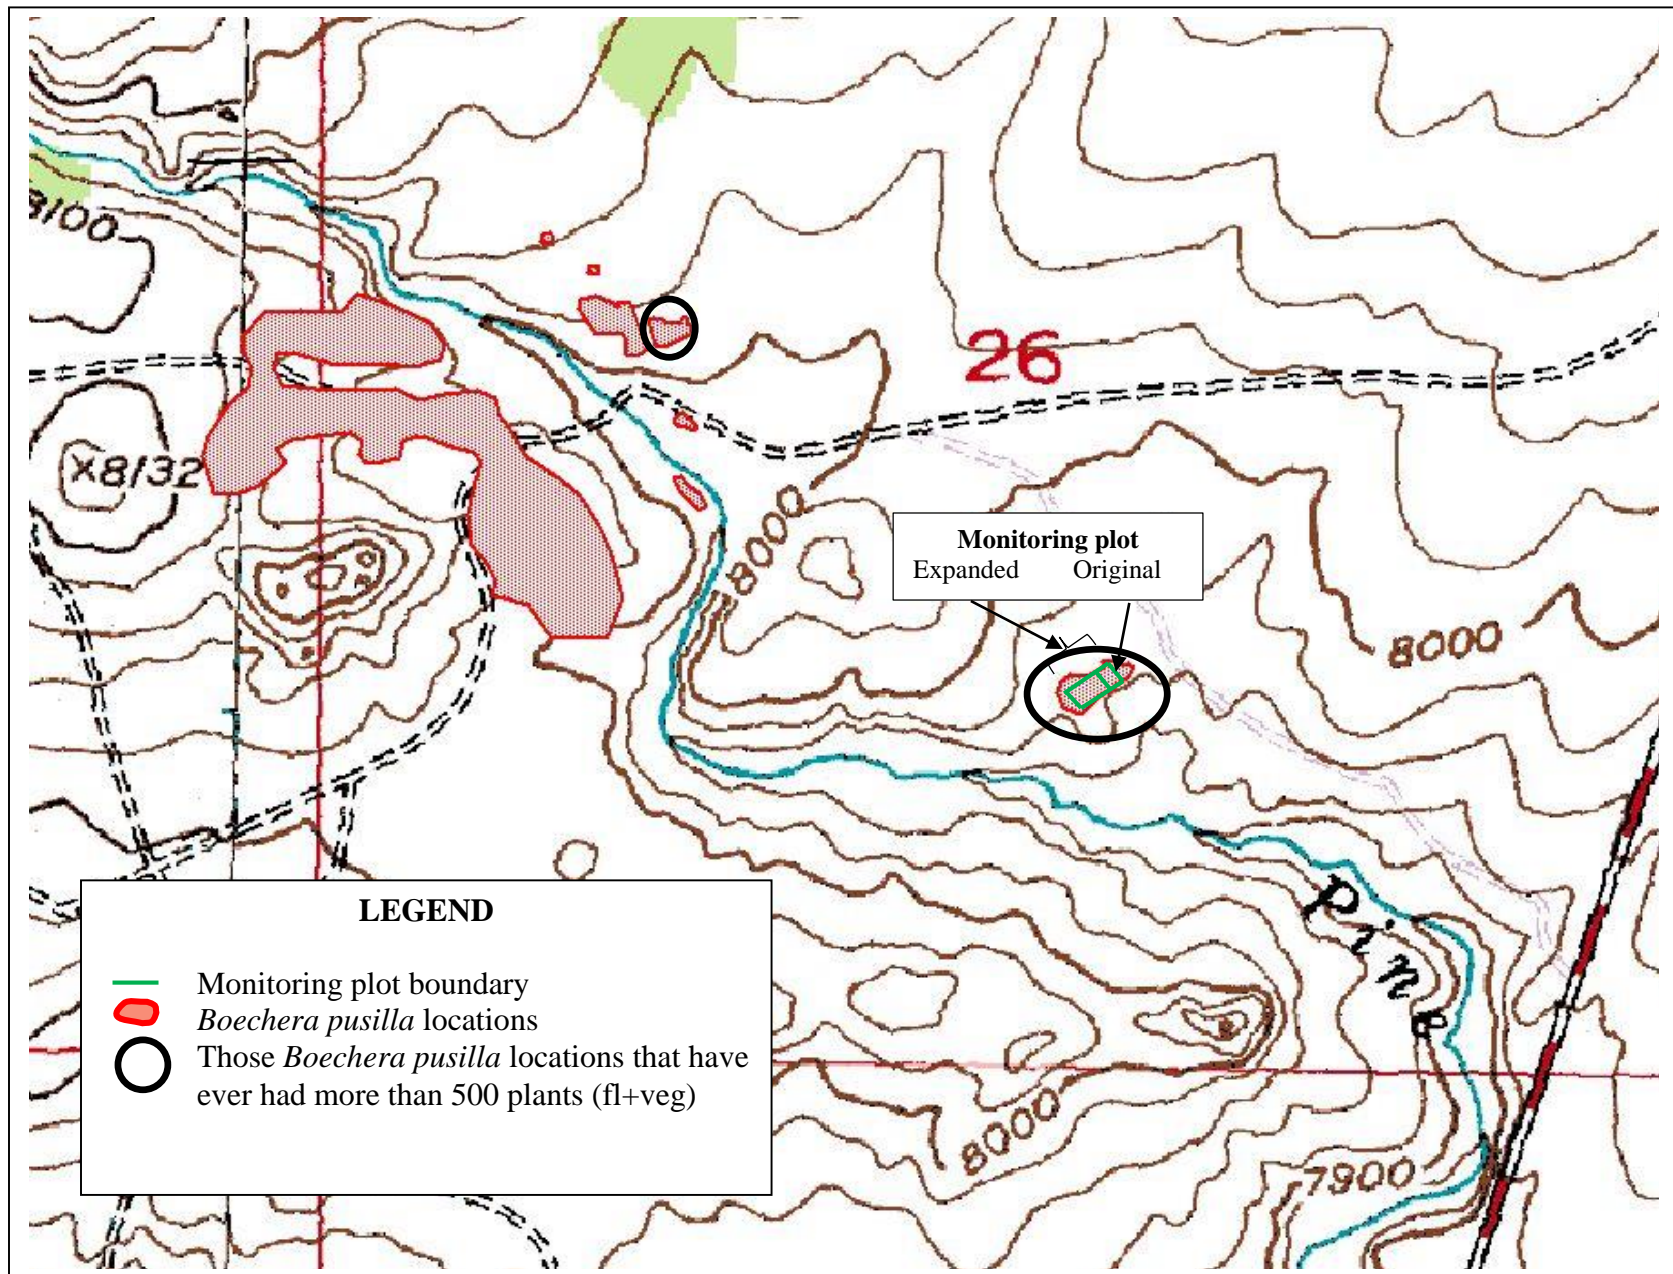 8100
26
x8132
8000
Monitoring plot
Expanded Original
8000
Pine
LEGEND
Monitoring plot boundary
Boechera pusilla locations
Those Boechera pusilla locations that have
ever had more than 500 plants (fl+veg)
8000
7900